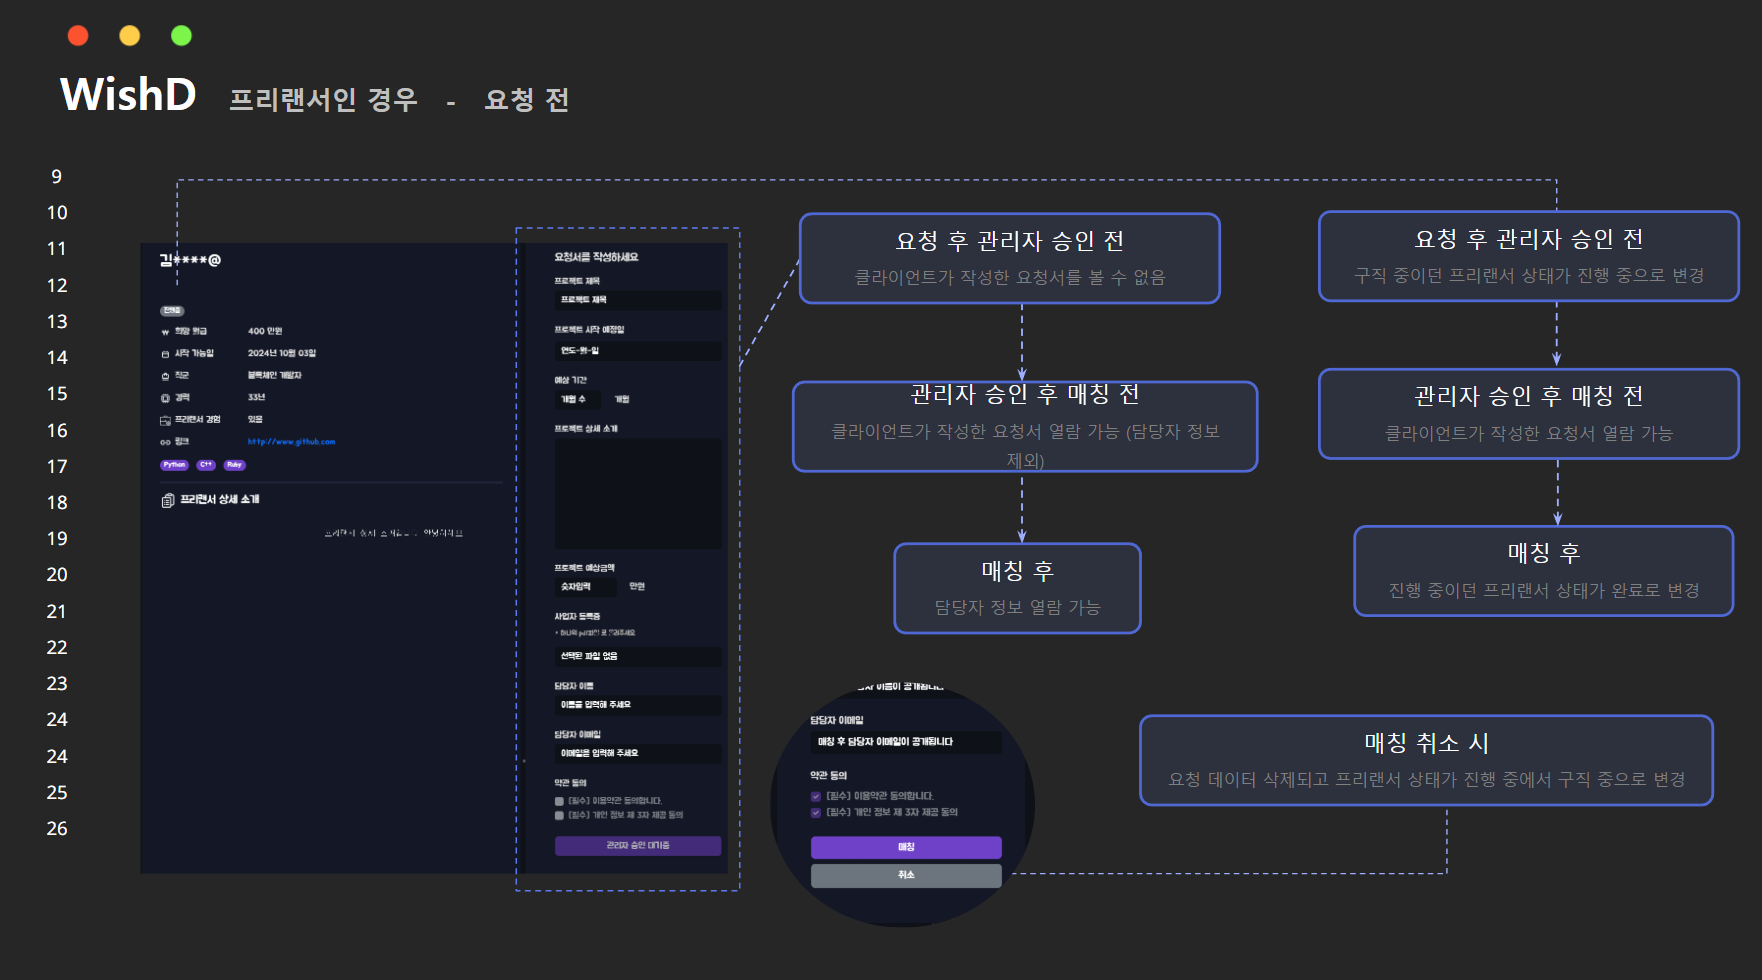 WishD 프리랜서인 경우 - 요청 전
9
10
11
12
13
14
15
16
17
18
19
20
21
22
23
24
24
25
26
김****@
진행중
희망 월급 400 만원
시작 가능일 2024년 10월 03일
직군 블록체인 개발자
경력 33년
프리랜서 경험 있음
링크 http://www.github.com
Python C++ Ruby
프리랜서 상세 소개
프리랜서 상세 안녕하세요
요청서를 작성하세요
프로젝트 제목
프로젝트 제목
프로젝트 시작 예정일
연도-월-일
예상 기간
개월 수 개월
프로젝트 상세 소개
프로젝트 예상금액
숫자입력 만원
사업자 등록증
선택된 파일 없음
담당자 이름
이름을 입력해 주세요
담당자 이메일
이메일은 입력해 주세요
약관 동의
[필수] 이용약관 동의합니다.
[필수] 개인 정보 제 3자 제공 동의
관리자 승인 대기중
요청 후 관리자 승인 전
클라이언트가 작성한 요청서를 볼 수 없음
관리자 승인 후 매칭 전
클라이언트가 작성한 요청서 열람 가능 (담당자 정보
제외)
매칭 후
담당자 정보 열람 가능
요청 후 관리자 승인 전
구직 중이던 프리랜서 상태가 진행 중으로 변경
관리자 승인 후 매칭 전
클라이언트가 작성한 요청서 열람 가능
매칭 후
진행 중이던 프리랜서 상태가 완료로 변경
이름이 공개됩니다
담당자 이메일
매칭 후 담당자 이메일이 공개됩니다
약관 동의
[필수] 이용약관 동의합니다.
[필수] 개인 정보 제 3자 제공 동의
매칭
취소
매칭 취소 시
요청 데이터 삭제되고 프리랜서 상태가 진행 중에서 구직 중으로 변경